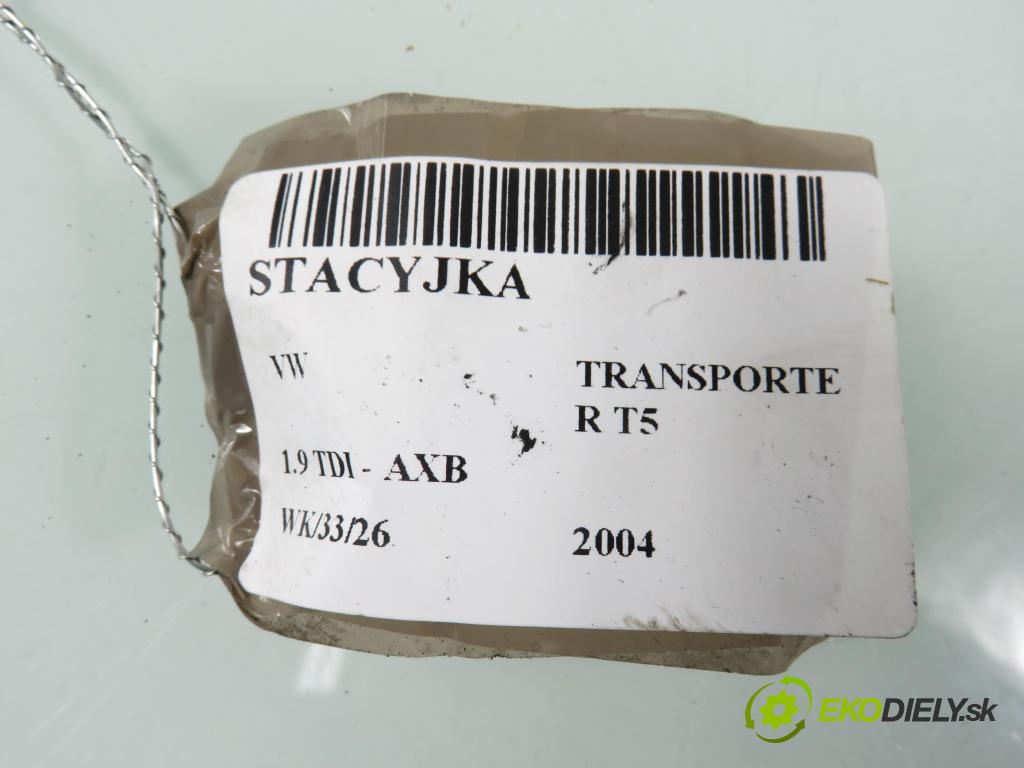 STACYJKA
VW
TRANSPORTE
R T5
1.9 TDI - AXB
WK/33/26
2004
EKODIELY.sk